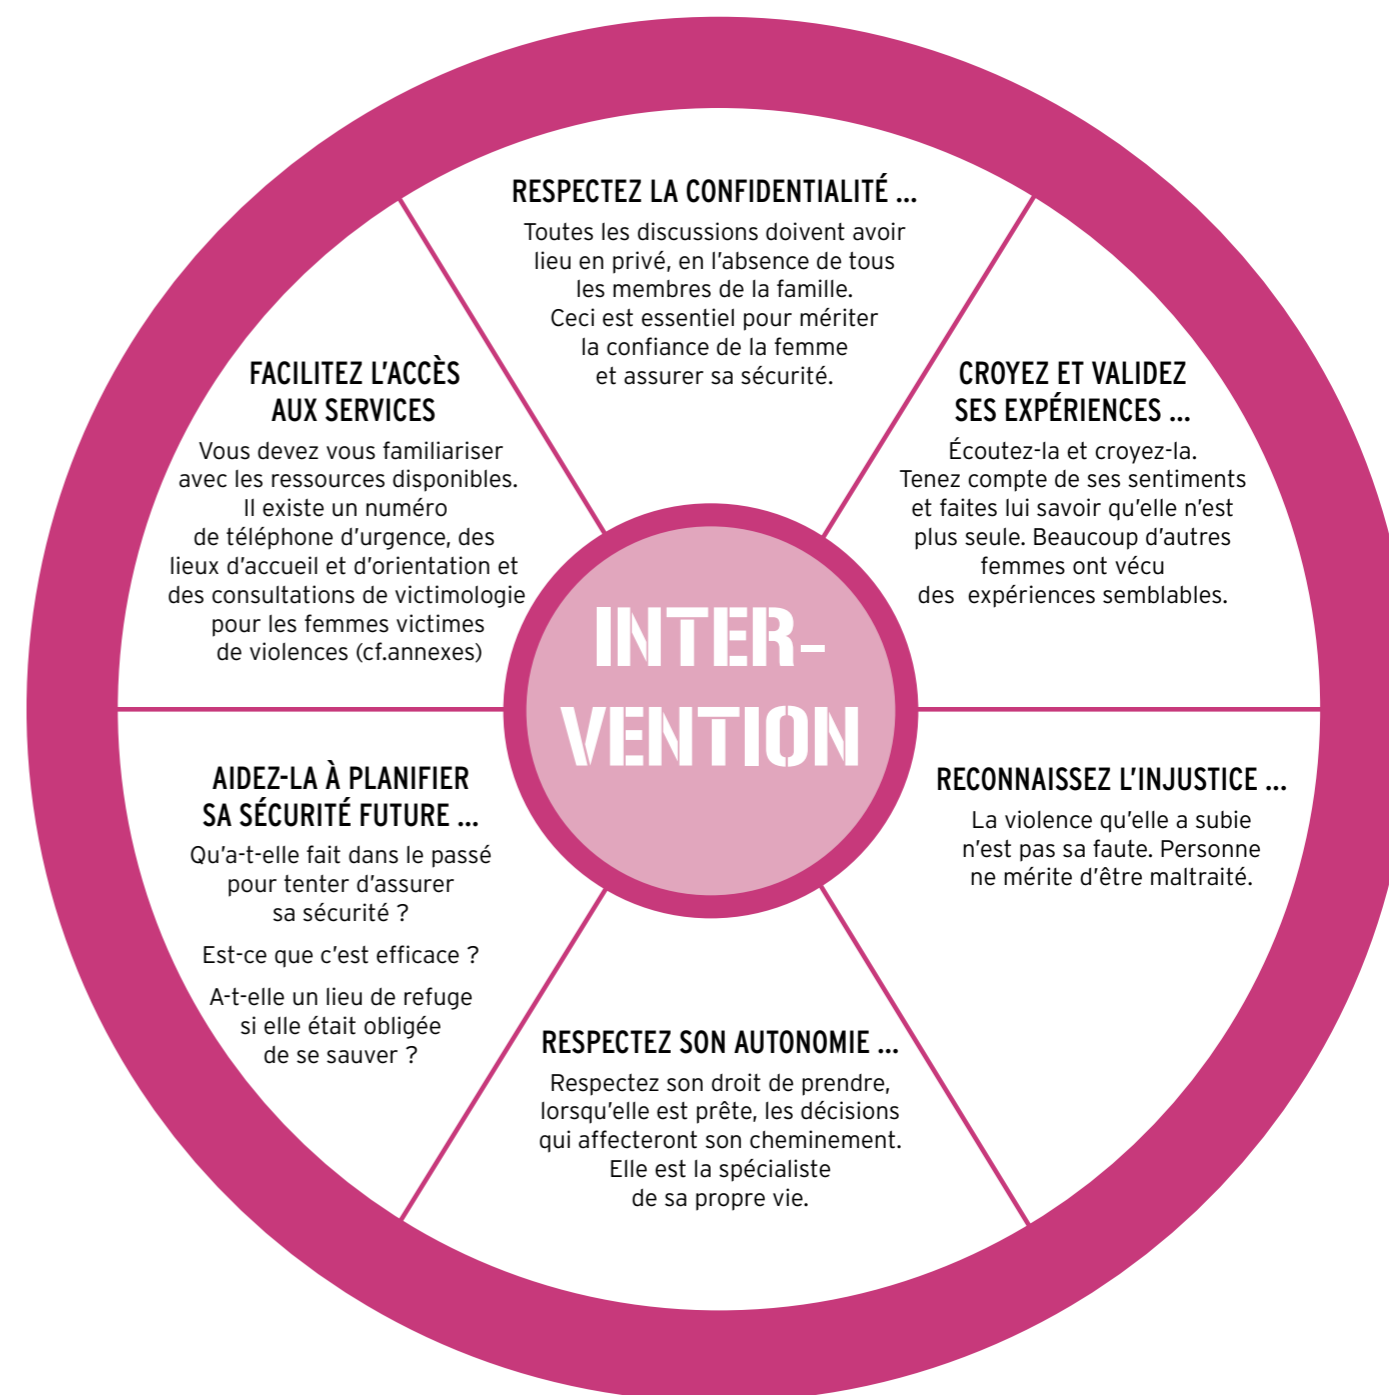 RESPECTEZ LA CONFIDENTIALITÉ ...
Toutes les discussions doivent avoir
lieu en privé, en l'absence de tous
les membres de la famille.
Ceci est essentiel pour mériter
la confiance de la femme
et assurer sa sécurité.
CROYEZ ET VALIDEZ
SES EXPÉRIENCES ...
Écoutez-la et croyez-la.
Tenez compte de ses sentiments
et faites lui savoir qu'elle n'est
plus seule. Beaucoup d'autres
femmes ont vécu
des expériences semblables.
RECONNAISSEZ L'INJUSTICE ...
La violence qu'elle a subie
n'est pas sa faute. Personne
ne mérite d'être maltraité.
RESPECTEZ SON AUTONOMIE ...
Respectez son droit de prendre,
lorsqu'elle est prête, les décisions
qui affecteront son cheminement.
Elle est la spécialiste
de sa propre vie.
AIDEZ-LA À PLANIFIER
SA SÉCURITÉ FUTURE ...
Qu'a-t-elle fait dans le passé
pour tenter d'assurer
sa sécurité ?
Est-ce que c'est efficace ?
A-t-elle un lieu de refuge
si elle était obligée
de se sauver ?
FACILITEZ L'ACCÈS
AUX SERVICES
Vous devez vous familiariser
avec les ressources disponibles.
Il existe un numéro
de téléphone d'urgence, des
lieux d'accueil et d'orientation et
des consultations de victimologie
pour les femmes victimes
de violences (cf.annexes)
INTER-
VENTION